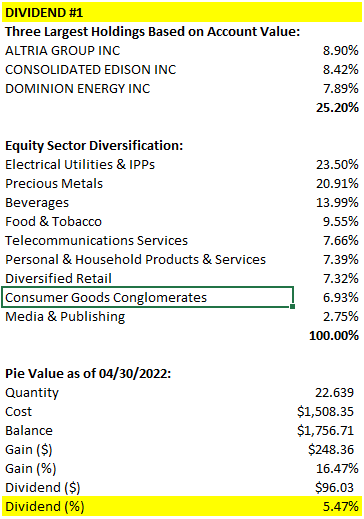 DIVIDEND #1
Three Largest Holdings Based on Account Value:
ALTRIA GROUP INC 8.90%
CONSOLIDATED EDISON INC 8.42%
DOMINION ENERGY INC 7.89%
25.20%
Equity Sector Diversification:
Electrical Utilities & IPPs 23.50%
Precious Metals 20.91%
Beverages 13.99%
Food & Tobacco 9.55%
Telecommunications Services 7.66%
Personal & Household Products & Services 7.39%
Diversified Retail 7.32%
Consumer Goods Conglomerates 6.93%
Media & Publishing 2.75%
100.00%
Pie Value as of 04/30/2022:
Quantity 22.639
Cost $1,508.35
Balance $1,756.71
Gain ($) $248.36
Gain (%) 16.47%
Dividend ($) $96.03
Dividend (%) 5.47%